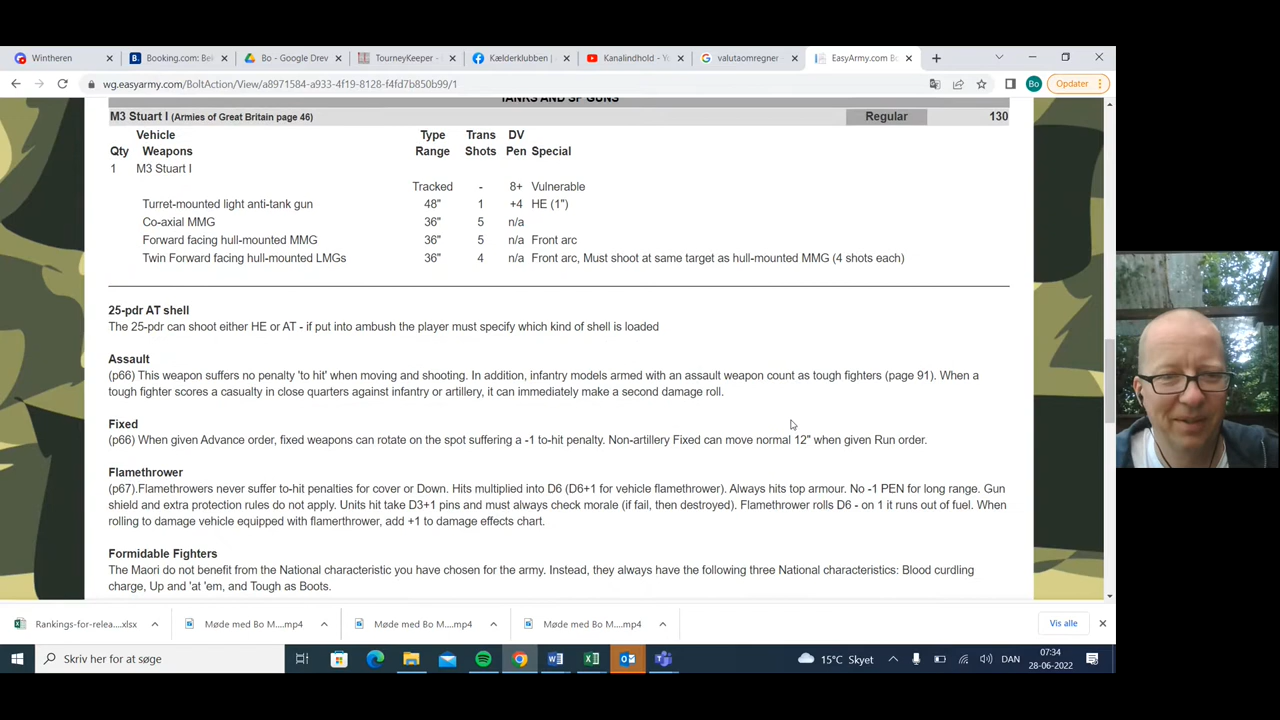 Wintheren
Booking.com: Bel
Bo - Google Drev
TourneyKeeper -
Kælderklubben |
Kanalindhold - Yo
valutaomregner
EasyArmy.com Bo
wg.easyarmy.com/BoltAction/View/a8971584-a933-4f19-8128-f4fd7b850b99/1
Bo
Opdater
TANKS AND SP GUNS
M3 Stuart I (Armies of Great Britain page 46) Regular 130
Vehicle Type Trans DV
Qty Weapons Range Shots Pen Special
1 M3 Stuart I
Tracked - 8+ Vulnerable
Turret-mounted light anti-tank gun 48" 1 +4 HE (1")
Co-axial MMG 36" 5 n/a
Forward facing hull-mounted MMG 36" 5 n/a Front arc
Twin Forward facing hull-mounted LMGs 36" 4 n/a Front arc, Must shoot at same target as hull-mounted MMG (4 shots each)
25-pdr AT shell
The 25-pdr can shoot either HE or AT - if put into ambush the player must specify which kind of shell is loaded
Assault
(p66) This weapon suffers no penalty 'to hit' when moving and shooting. In addition, infantry models armed with an assault weapon count as tough fighters (page 91). When a
tough fighter scores a casualty in close quarters against infantry or artillery, it can immediately make a second damage roll.
Fixed
(p66) When given Advance order, fixed weapons can rotate on the spot suffering a -1 to-hit penalty. Non-artillery Fixed can move normal 12" when given Run order.
Flamethrower
(p67).Flamethrowers never suffer to-hit penalties for cover or Down. Hits multiplied into D6 (D6+1 for vehicle flamethrower). Always hits top armour. No -1 PEN for long range. Gun
shield and extra protection rules do not apply. Units hit take D3+1 pins and must always check morale (if fail, then destroyed). Flamethrower rolls D6 - on 1 it runs out of fuel. When
rolling to damage vehicle equipped with flamerthrower, add +1 to damage effects chart.
Formidable Fighters
The Maori do not benefit from the National characteristic you have chosen for the army. Instead, they always have the following three National characteristics: Blood curdling
charge, Up and 'at 'em, and Tough as Boots.
Rankings-for-relea....xlsx
Møde med Bo M....mp4
Møde med Bo M....mp4
Møde med Bo M....mp4
Vis alle
Skriv her for at søge
15°C Skyet
DAN
07:34
28-06-2022